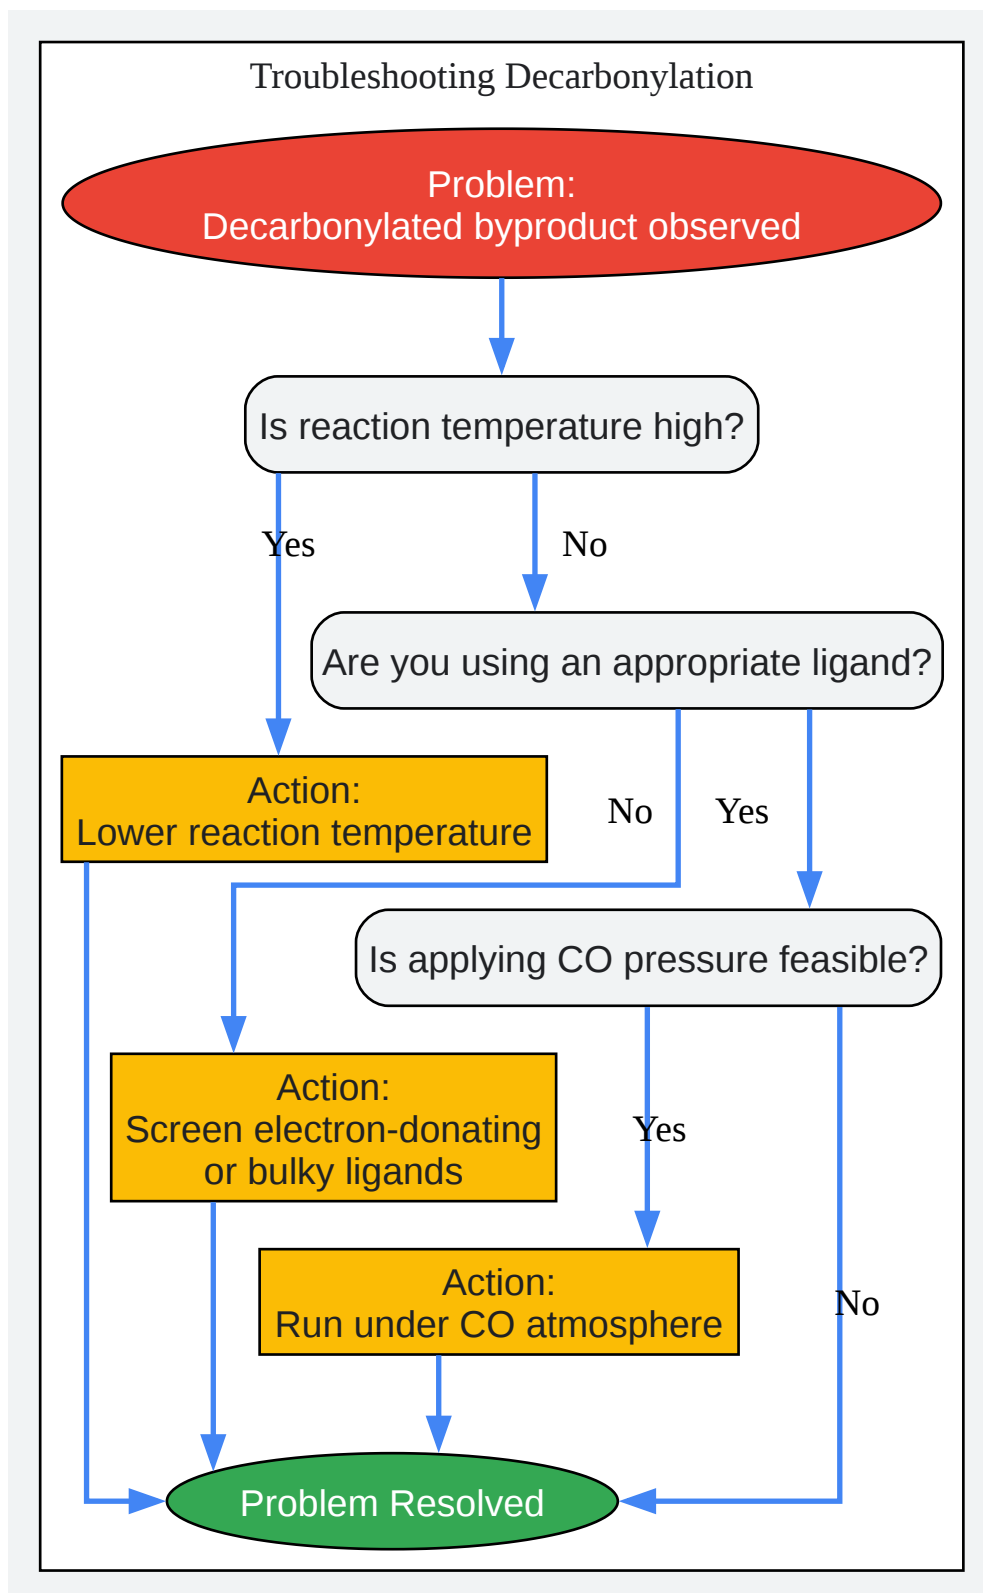 Troubleshooting Decarbonylation
Problem:
Decarbonylated byproduct observed
Is reaction temperature high?
Yes
No
Are you using an appropriate ligand?
Action:
Lower reaction temperature
No
Yes
Is applying CO pressure feasible?
Action:
Screen electron-donating
or bulky ligands
Yes
Action:
Run under CO atmosphere
No
Problem Resolved